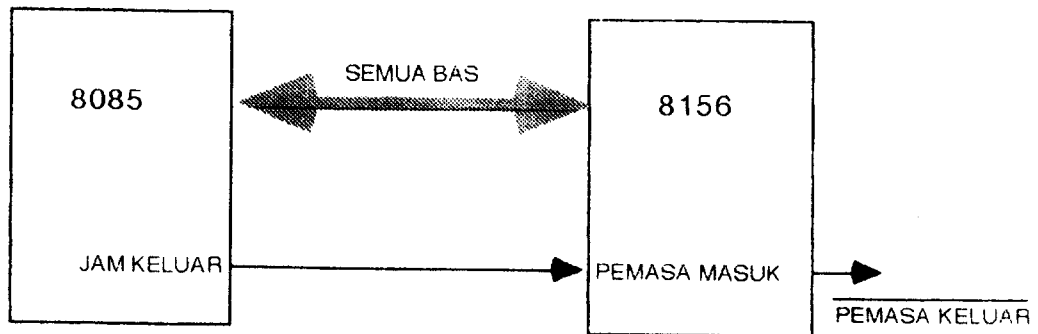 SEMUA BAS
8085
8156
JAM KELUAR
PEMASA MASUK
PEMASA KELUAR